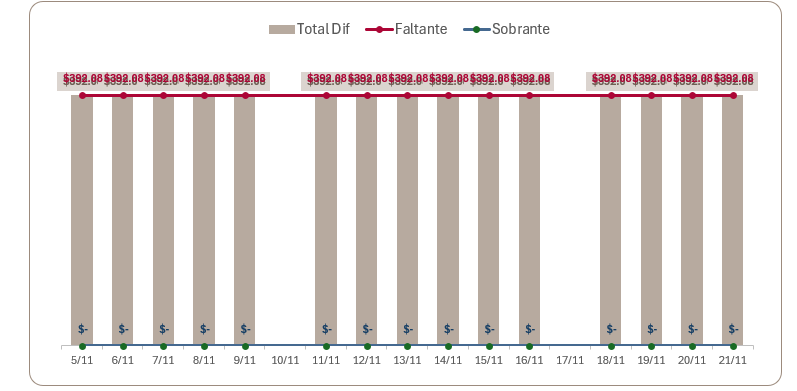 Total Dif Faltante Sobrante
$392.08 $392.08 $392.08 $392.08 $392.08 $392.08 $392.08 $392.08 $392.08 $392.08 $392.08 $392.08 $392.08 $392.08 $392.08
$- $- $- $- $- $- $- $- $- $- $- $- $- $- $-
5/11 6/11 7/11 8/11 9/11 10/11 11/11 12/11 13/11 14/11 15/11 16/11 17/11 18/11 19/11 20/11 21/11